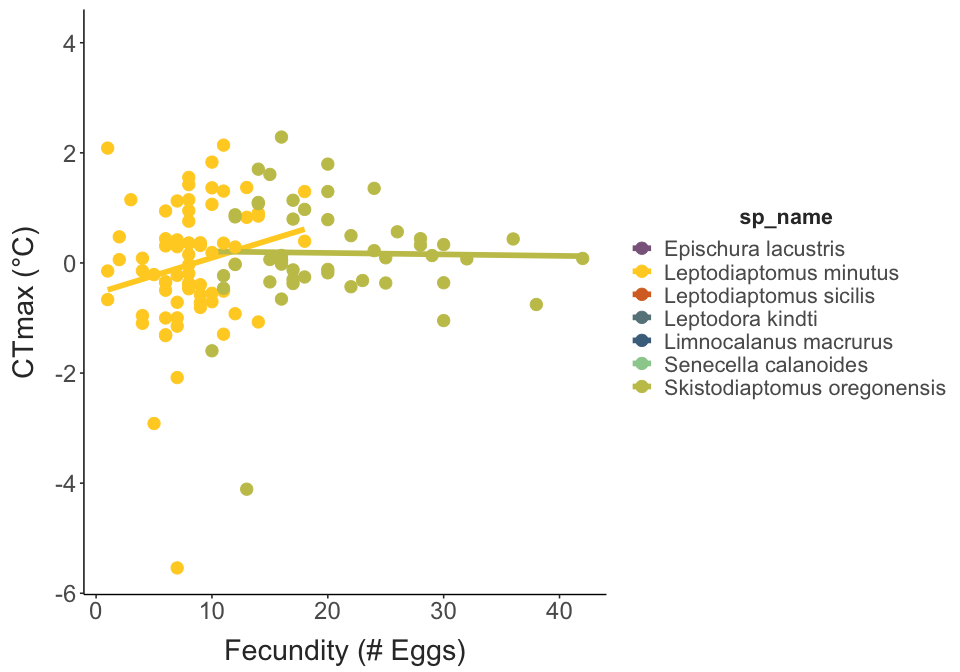 4
2
0
-2
-4
-6
0 10 20 30 40
CTmax (°C)
Fecundity (# Eggs)
sp_name
Epischura lacustris
Leptodiaptomus minutus
Leptodiaptomus sicilis
Leptodora kindti
Limnocalanus macrurus
Senecella calanoides
Skistodiaptomus oregonensis